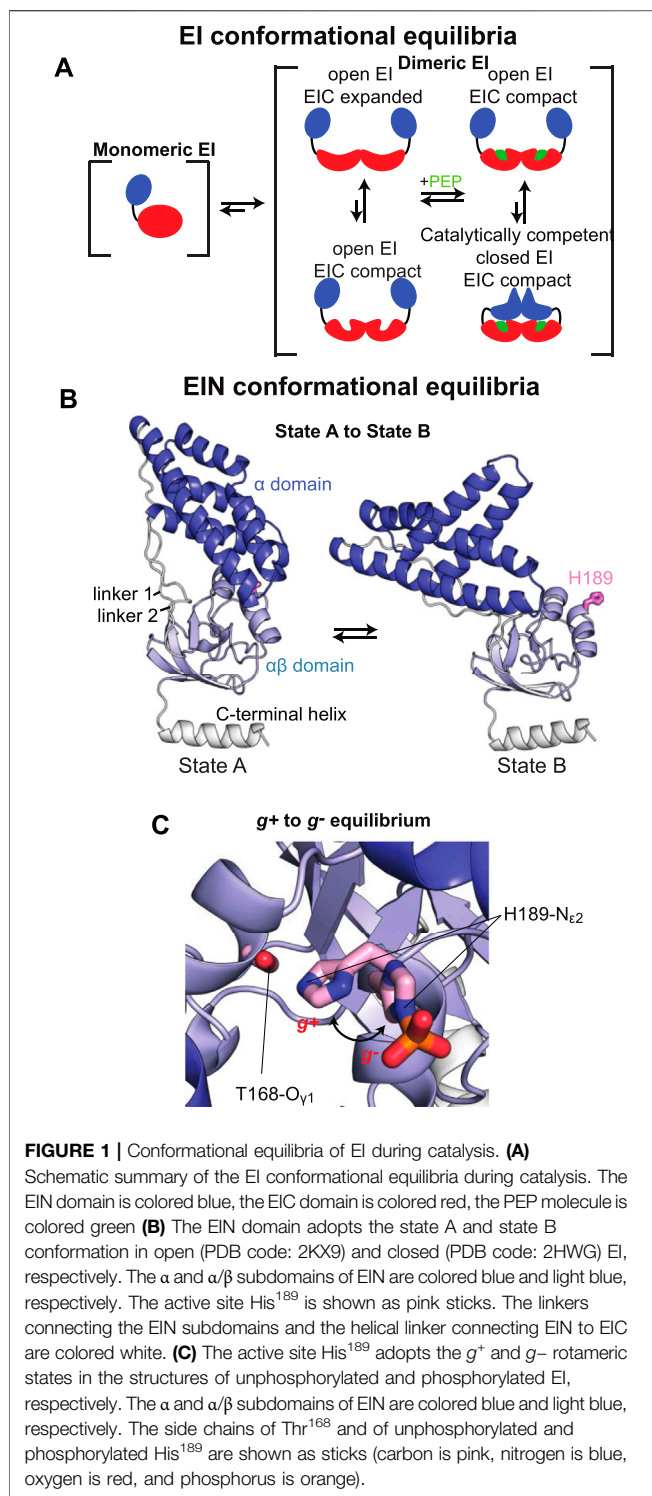 EI conformational equilibria
A
Dimeric EI
open EI
EIC expanded
open EI
EIC compact
Monomeric EI
+PEP
open EI
EIC compact
Catalytically competent
closed EI
EIC compact
EIN conformational equilibria
B
State A to State B
α domain
H189
linker 1
linker 2
αβ domain
C-terminal helix
State A
State B
C
g+ to g- equilibrium
H189-Nε2
g+
g-
T168-Oγ1
FIGURE 1 | Conformational equilibria of EI during catalysis. (A)
Schematic summary of the EI conformational equilibria during catalysis. The
EIN domain is colored blue, the EIC domain is colored red, the PEP molecule is
colored green (B) The EIN domain adopts the state A and state B
conformation in open (PDB code: 2KX9) and closed (PDB code: 2HWG) EI,
respectively. The α and α/β subdomains of EIN are colored blue and light blue,
respectively. The active site His189 is shown as pink sticks. The linkers
connecting the EIN subdomains and the helical linker connecting EIN to EIC
are colored white. (C) The active site His189 adopts the g+ and g– rotameric
states in the structures of unphosphorylated and phosphorylated EI,
respectively. The α and α/β subdomains of EIN are colored blue and light blue,
respectively. The side chains of Thr168 and of unphosphorylated and
phosphorylated His189 are shown as sticks (carbon is pink, nitrogen is blue,
oxygen is red, and phosphorus is orange).